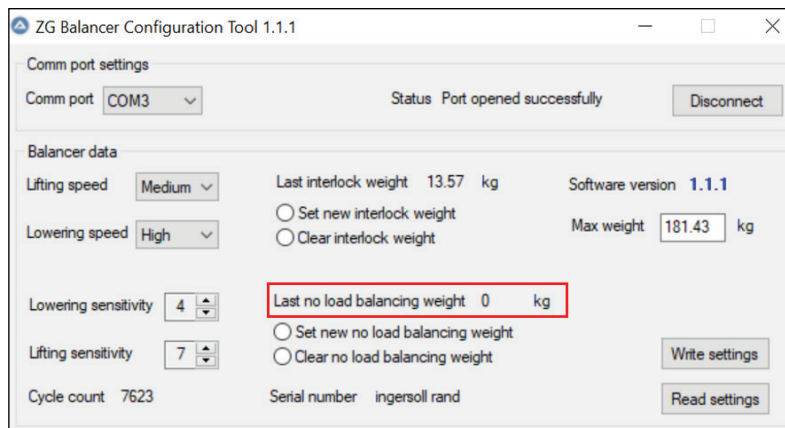 ZG Balancer Configuration Tool 1.1.1
Comm port settings
Comm port COM3 Status Port opened successfully Disconnect
Balancer data
Lifting speed Medium Last interlock weight 13.57 kg Software version 1.1.1
Set new interlock weight
Lowering speed High Clear interlock weight Max weight 181.43 kg
Lowering sensitivity 4 Last no load balancing weight 0 kg
Set new no load balancing weight
Lifting sensitivity 7 Clear no load balancing weight Write settings
Cycle count 7623 Serial number ingersoll rand Read settings